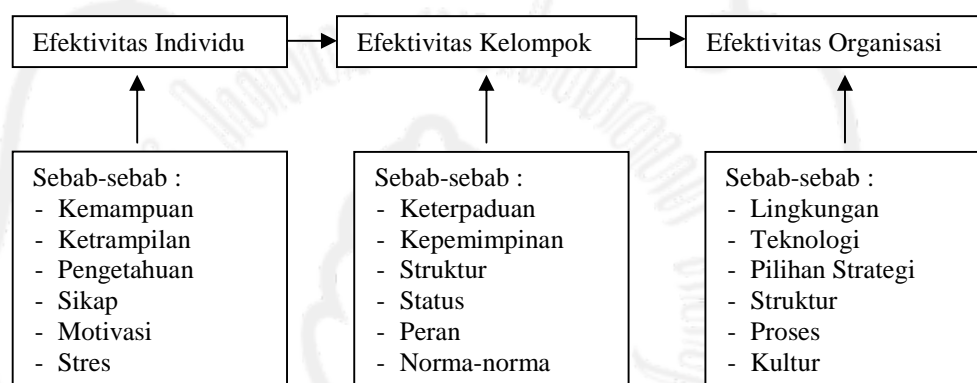 Efektivitas Individu
Efektivitas Kelompok
Efektivitas Organisasi
Sebab-sebab :
- Kemampuan
- Ketrampilan
- Pengetahuan
- Sikap
- Motivasi
- Stres
Sebab-sebab :
- Keterpaduan
- Kepemimpinan
- Struktur
- Status
- Peran
- Norma-norma
Sebab-sebab :
- Lingkungan
- Teknologi
- Pilihan Strategi
- Struktur
- Proses
- Kultur